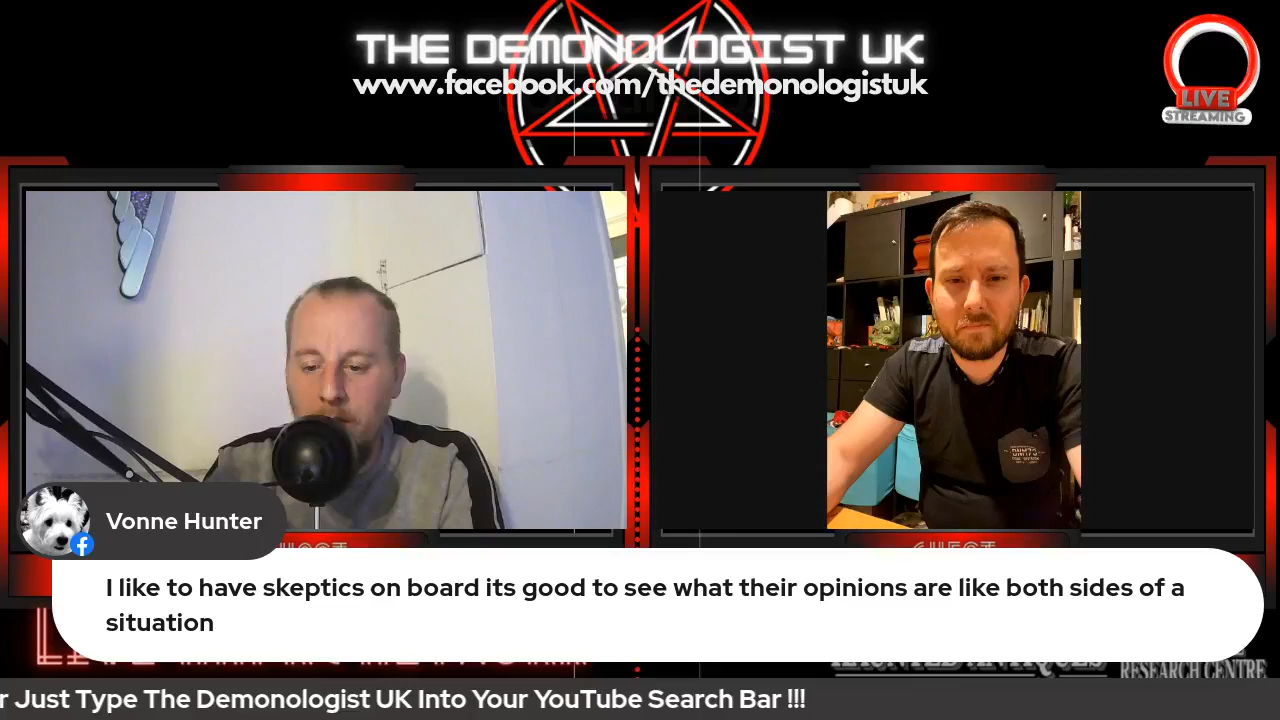 THE DEMONOLOGIST UK
www.facebook.com/thedemonologistuk
LIVE
STREAMING
Vonne Hunter
I like to have skeptics on board its good to see what their opinions are like both sides of a
situation
HAUNTED ANTIQUES
RESEARCH CENTRE
r Just Type The Demonologist UK Into Your YouTube Search Bar !!!